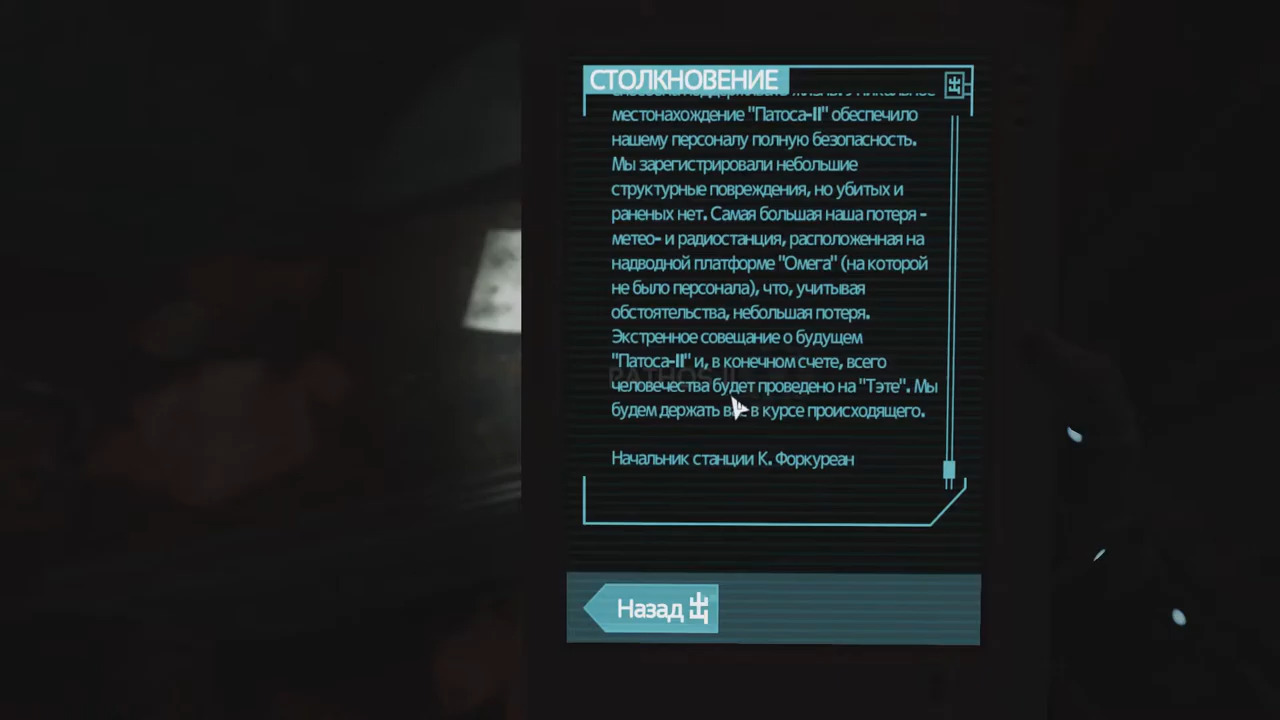 СТОЛКНОВЕНИЕ
местонахождение "Патоса-II" обеспечило
нашему персоналу полную безопасность.
Мы зарегистрировали небольшие
структурные повреждения, но убитых и
раненых нет. Самая большая наша потеря -
метео- и радиостанция, расположенная на
надводной платформе "Омега" (на которой
не было персонала), что, учитывая
обстоятельства, небольшая потеря.
Экстренное совещание о будущем
"Патоса-II" и, в конечном счете, всего
человечества будет проведено на "Тэте". Мы
будем держать вас в курсе происходящего.
Начальник станции К. Форкуреан
Назад